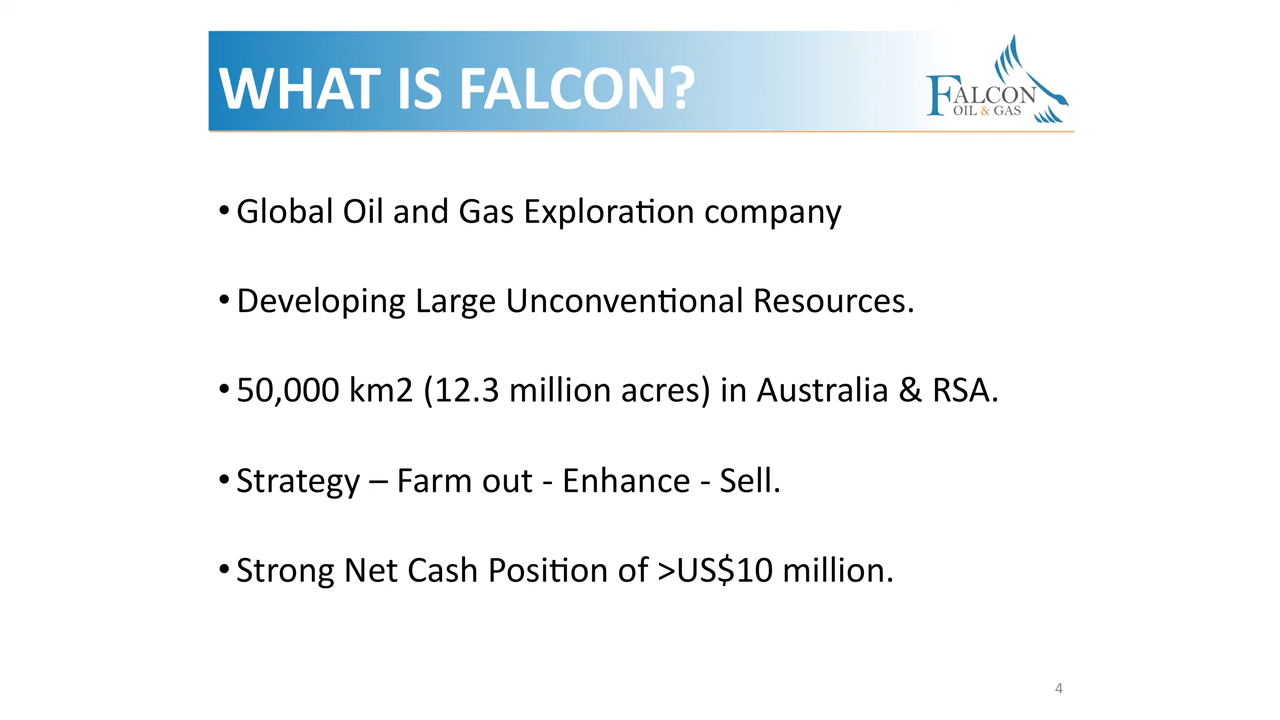 WHAT IS FALCON?
FALCON
OIL & GAS
• Global Oil and Gas Exploration company
• Developing Large Unconventional Resources.
• 50,000 km2 (12.3 million acres) in Australia & RSA.
• Strategy – Farm out - Enhance - Sell.
• Strong Net Cash Position of >US$10 million.
4